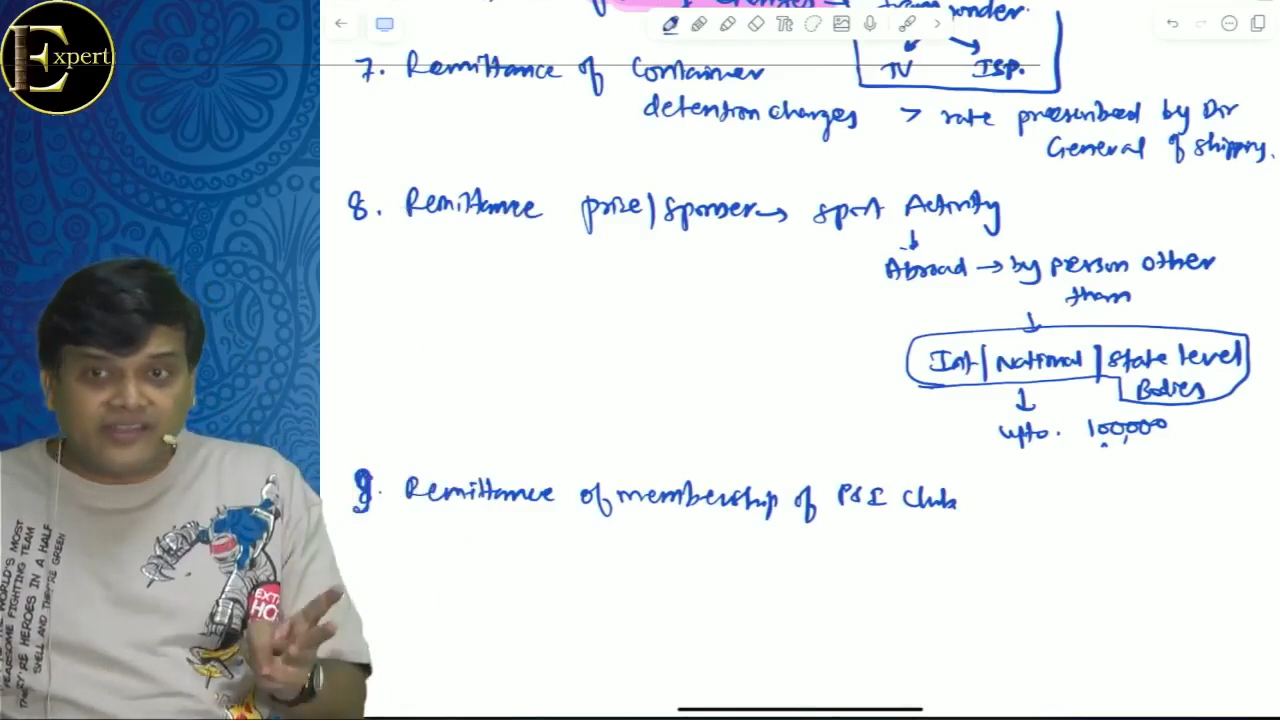 Expert
transponder.
TV ISP.
7. Remittance of Container
detention charges > rate prescribed by Dir
General of shipping.
8. Remittance prize/sponser → sport Activity
Abroad → by person other
than
Int | National | State level
Bodies
upto. 100,000
9. Remittance of membership of P&I Club
WORLD'S MOST
FEARSOME FIGHTING TEAM
THEY'RE HEROES IN A HALF
SHELL AND THEY'RE GREEN